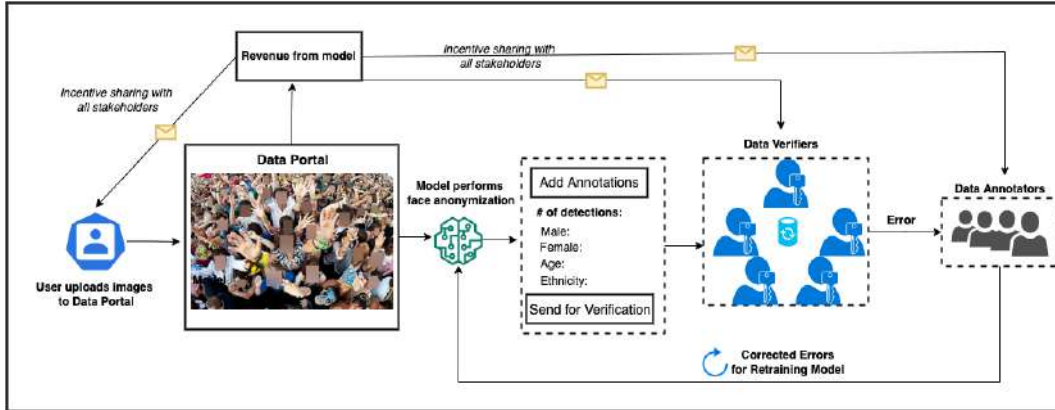 Revenue from model
Incentive sharing with
all stakeholders
Incentive sharing with
all stakeholders
Data Portal
User uploads images
to Data Portal
Model performs
face anonymization
Add Annotations
# of detections:
Male:
Female:
Age:
Ethnicity:
Send for Verification
Data Verifiers
Error
Data Annotators
Corrected Errors
for Retraining Model